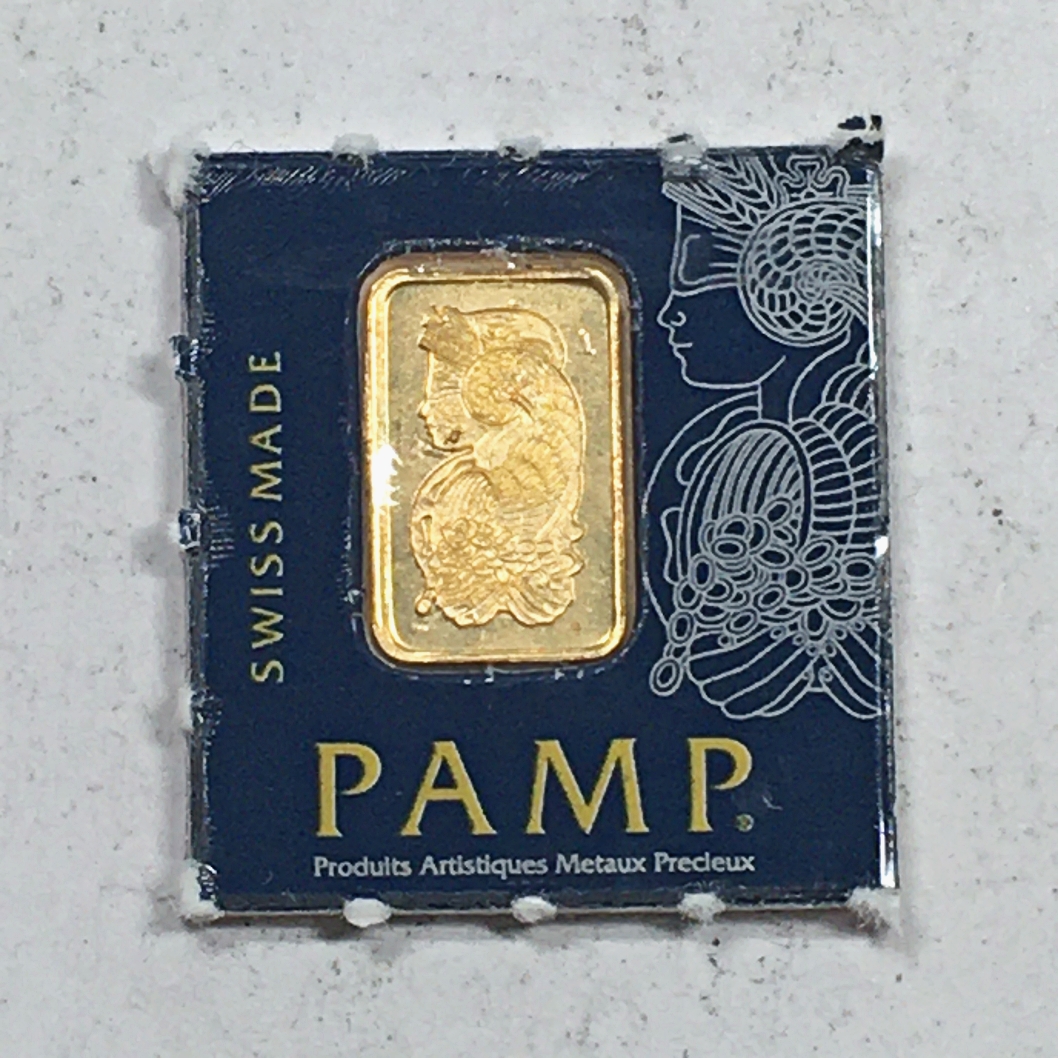 SWISS MADE
PAMP®
Produits Artistiques Metaux Precieux